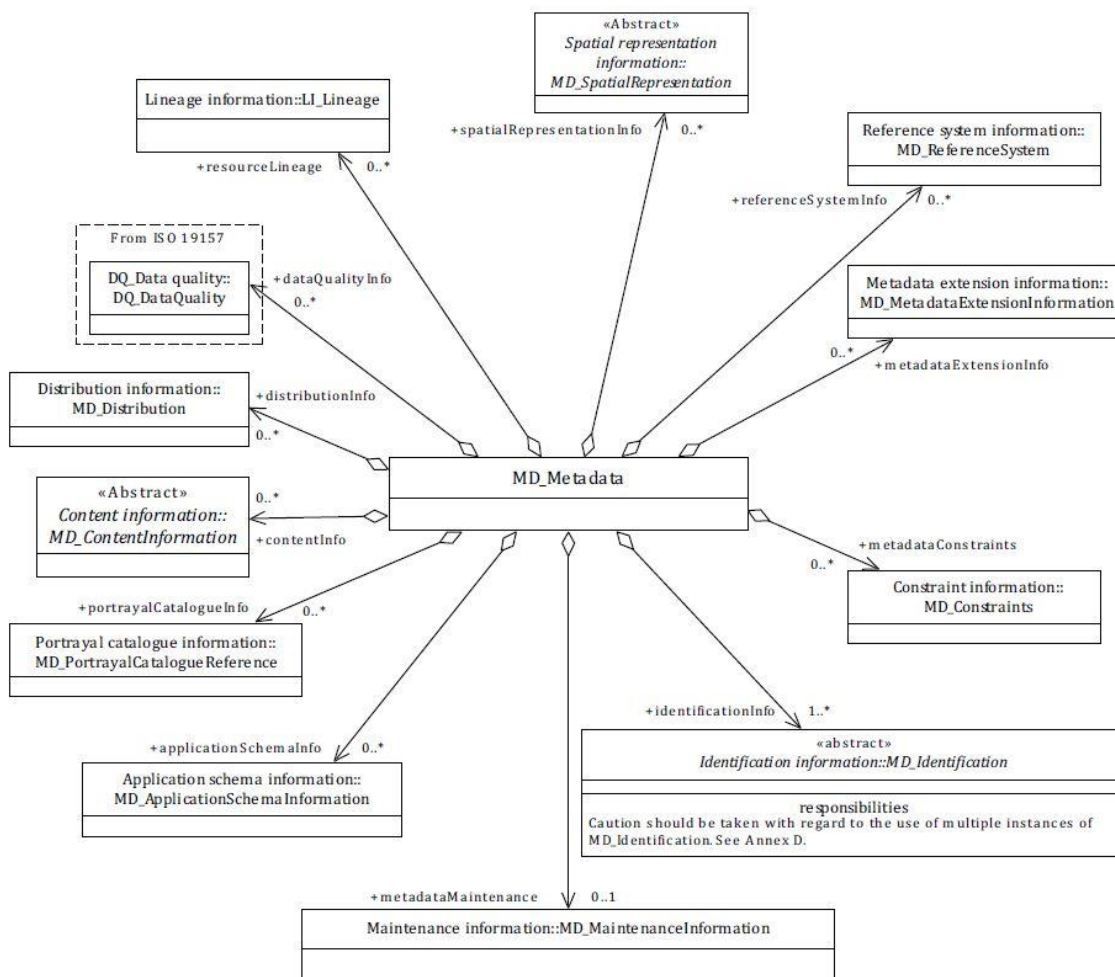 «Abstract»
Spatial representation
information::
MD_SpatialRepresentation
Lineage information::LI_Lineage
+spatialRepresentationInfo
0..*
Reference system information::
MD_ReferenceSystem
+resourceLineage
0..*
+referenceSystemInfo
0..*
From ISO 19157
DQ_Data quality::
DQ_DataQuality
+dataQualityInfo
0..*
Metadata extension information::
MD_MetadataExtensionInformation
0..*
+metadataExtensionInfo
Distribution information::
MD_Distribution
+distributionInfo
0..*
MD_Metadata
«Abstract»
Content information::
MD_ContentInformation
0..*
+contentInfo
+metadataConstraints
0..*
Constraint information::
MD_Constraints
+portrayalCatalogueInfo
0..*
Portrayal catalogue information::
MD_PortrayalCatalogueReference
+identificationInfo
1..*
+applicationSchemaInfo
0..*
«abstract»
Identification information::MD_Identification
responsibilities
Caution should be taken with regard to the use of multiple instances of
MD_Identification. See Annex D.
Application schema information::
MD_ApplicationSchemaInformation
+metadataMaintenance
0..1
Maintenance information::MD_MaintenanceInformation